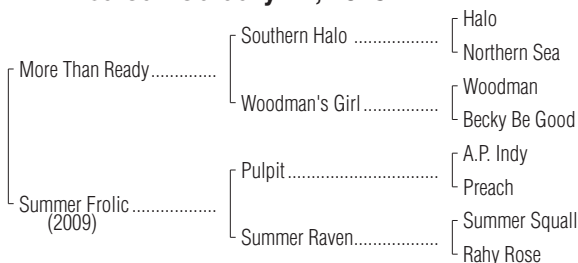 Halo
Southern Halo ....................
Northern Sea
More Than Ready...............
Woodman
Woodman's Girl..................
Becky Be Good
A.P. Indy
Pulpit....................................
Preach
Summer Frolic ...................
(2009)
Summer Squall
Summer Raven....................
Rahy Rose